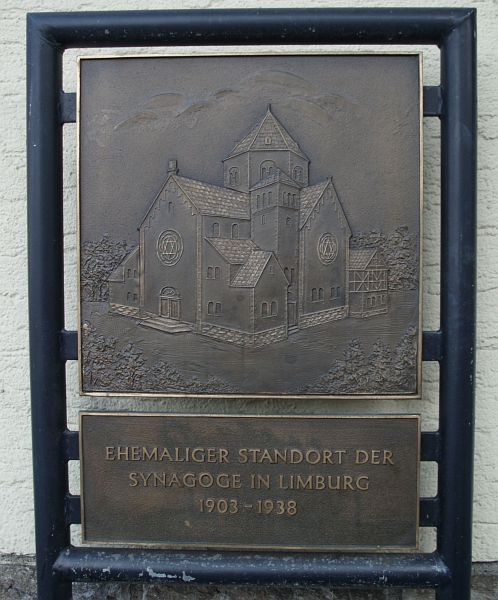 EHEMALIGER STANDORT DER
SYNAGOGE IN LIMBURG
1903-1938